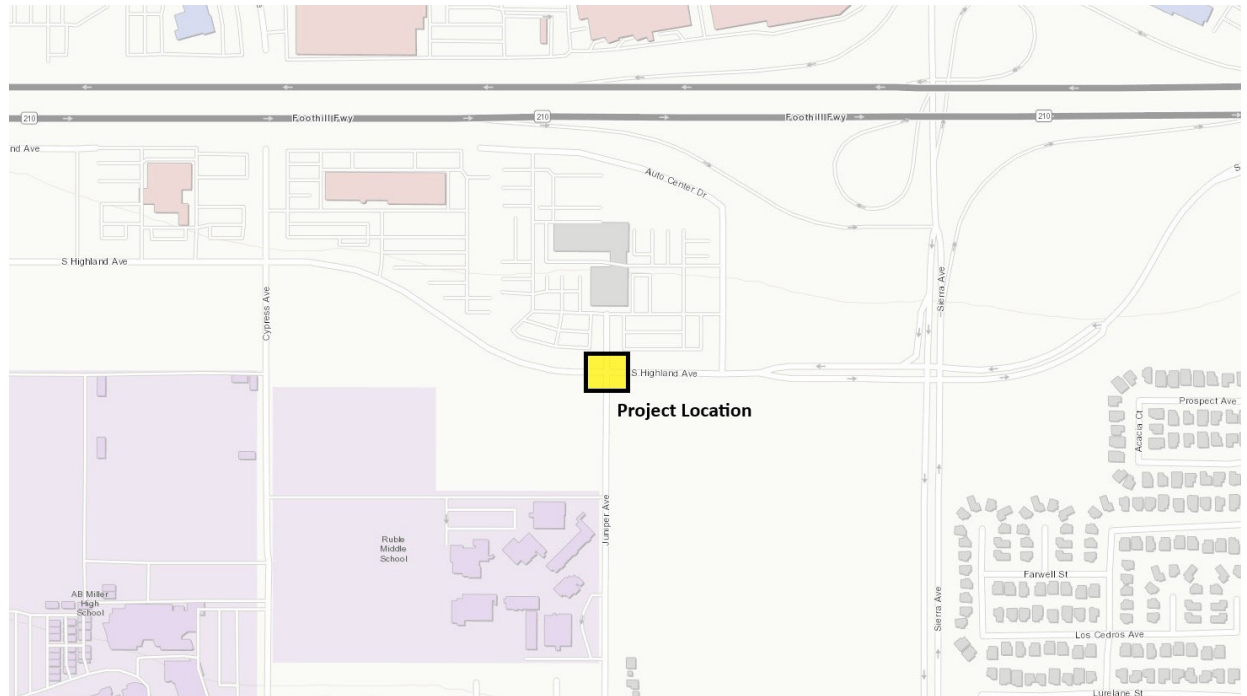 210
Foothill Fwy
210
Foothill Fwy
210
nd Ave
Auto Center Dr
S
S Highland Ave
Cypress Ave
Sierra Ave
S Highland Ave
Project Location
Prospect Ave
Acacia Ct
Juniper Ave
Ruble
Middle
School
Farwell St
AB Miller
High
School
Sierra Ave
Los Cedros Ave
Lurelane St